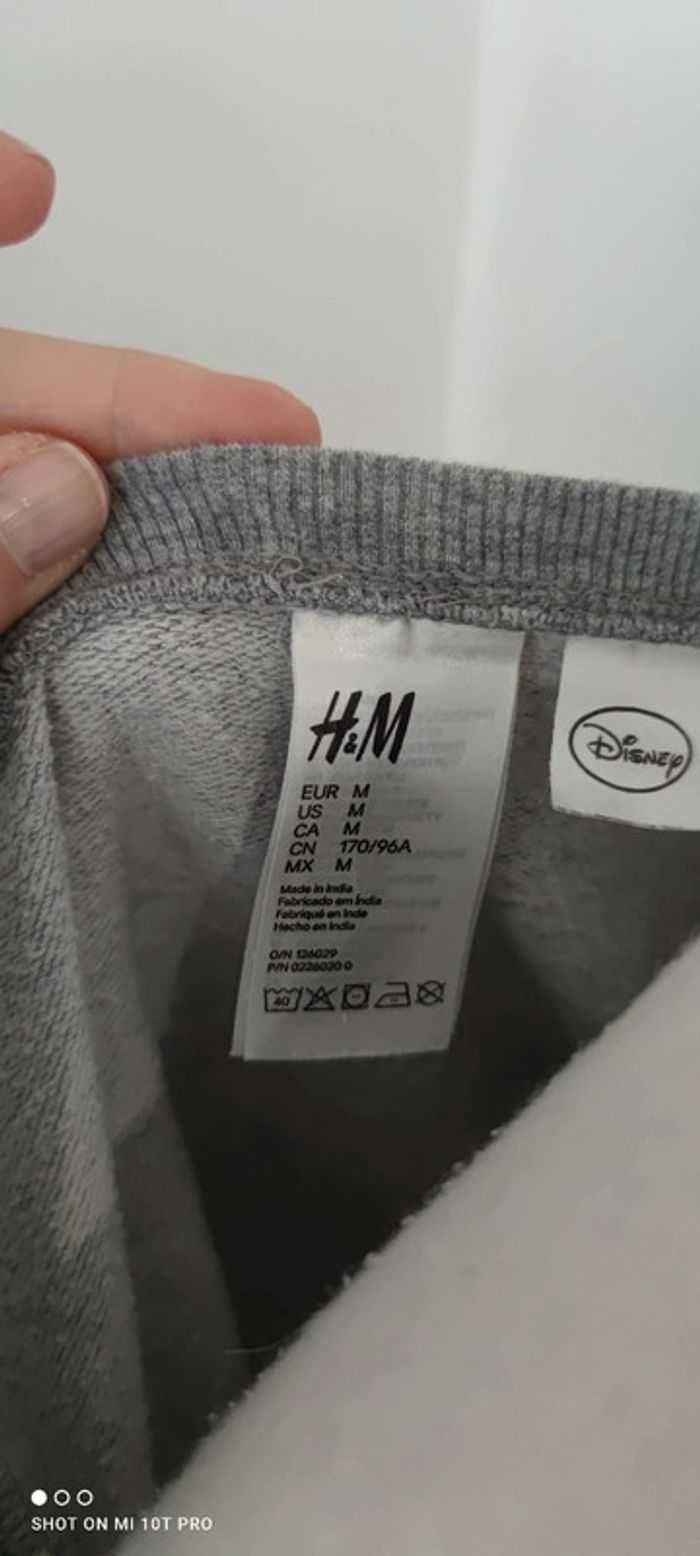 H&M
EUR M
US M
CA M
CN 170/96A
MX M
Made in India
Fabricado em Índia
Fabriqué en Inde
Hecho en India
O/N 126029
P/N 0226020 0
40
Disney
SHOT ON MI 10T PRO